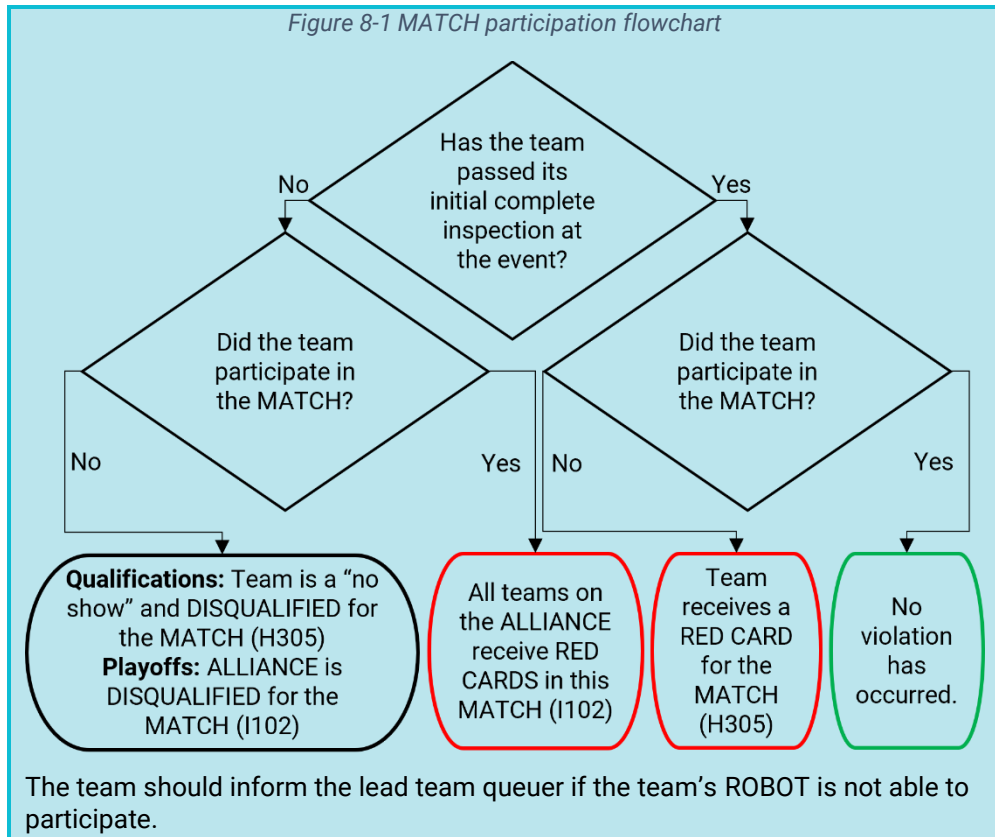 Figure 8-1 MATCH participation flowchart
Has the team
passed its
initial complete
inspection at
the event?
No
Yes
Did the team
participate in
the MATCH?
Did the team
participate in
the MATCH?
No
Yes
No
Yes
Qualifications: Team is a “no
show” and DISQUALIFIED for
the MATCH (H305)
Playoffs: ALLIANCE is
DISQUALIFIED for the
MATCH (I102)
All teams on
the ALLIANCE
receive RED
CARDS in this
MATCH (I102)
Team
receives a
RED CARD
for the
MATCH
(H305)
No
violation
has
occurred.
The team should inform the lead team queuer if the team’s ROBOT is not able to
participate.